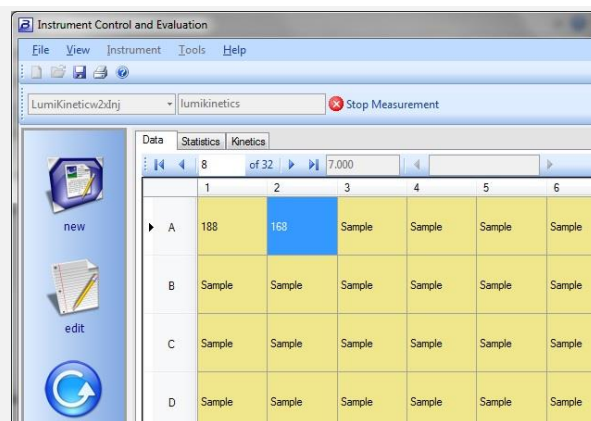 Instrument Control and Evaluation
File View Instrument Tools Help
LumiKineticw2xInj lumikinetics Stop Measurement
Data Statistics Kinetics
8 of 32 7.000
1 2 3 4 5 6
new
A 188 168 Sample Sample Sample Sample
B Sample Sample Sample Sample Sample Sample
edit
C Sample Sample Sample Sample Sample Sample
D Sample Sample Sample Sample Sample Sample